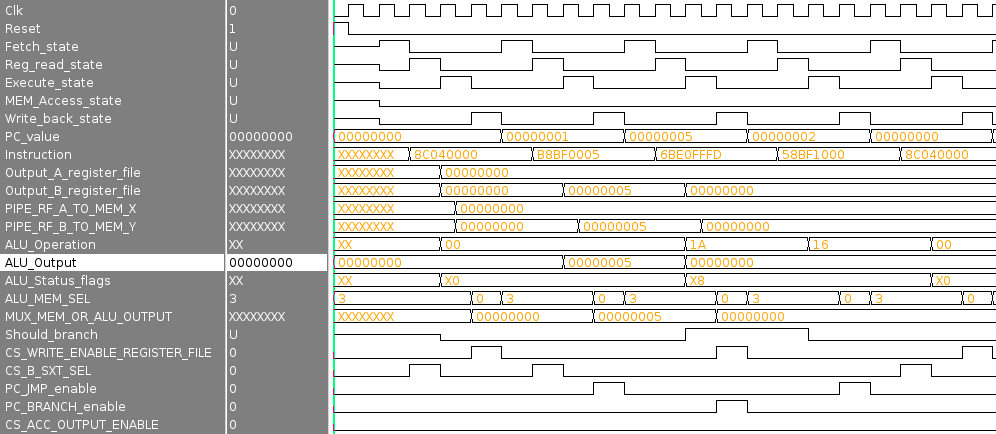 Clk 0
Reset 1
Fetch_state U
Reg_read_state U
Execute_state U
MEM_Access_state U
Write_back_state U
PC_value 00000000 00000000 00000001 00000005 00000002 00000000
Instruction XXXXXXXX XXXXXXXX 8C040000 B8BF0005 6BE0FFFD 58BF1000 8C040000
Output_A_register_file XXXXXXXX XXXXXXXX 00000000
Output_B_register_file XXXXXXXX XXXXXXXX 00000000 00000005 00000000
PIPE_RF_A_TO_MEM_X XXXXXXXX XXXXXXXX 00000000
PIPE_RF_B_TO_MEM_Y XXXXXXXX XXXXXXXX 00000000 00000005 00000000
ALU_Operation XX XX 00 1A 16 00
ALU_Output 00000000 00000000 00000005 00000000
ALU_Status_flags XX XX X0 X8 X0
ALU_MEM_SEL 3 3 0 3 0 3 0 3 0 3 0
MUX_MEM_OR_ALU_OUTPUT XXXXXXXX XXXXXXXX 00000000 00000005 00000000
Should_branch U
CS_WRITE_ENABLE_REGISTER_FILE 0
CS_B_SXT_SEL 0
PC_JMP_enable 0
PC_BRANCH_enable 0
CS_ACC_OUTPUT_ENABLE 0